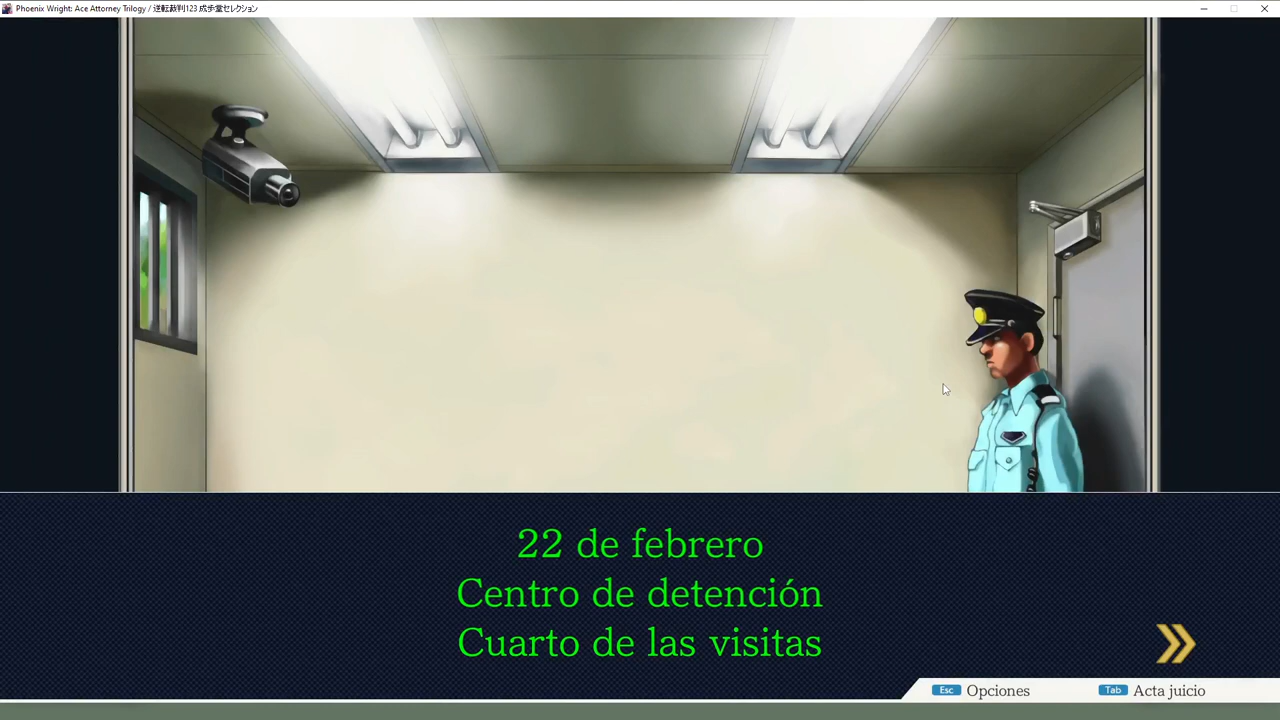 Phoenix Wright: Ace Attorney Trilogy / 逆転裁判123 成歩堂セレクション
22 de febrero
Centro de detención
Cuarto de las visitas
Esc Opciones Tab Acta juicio